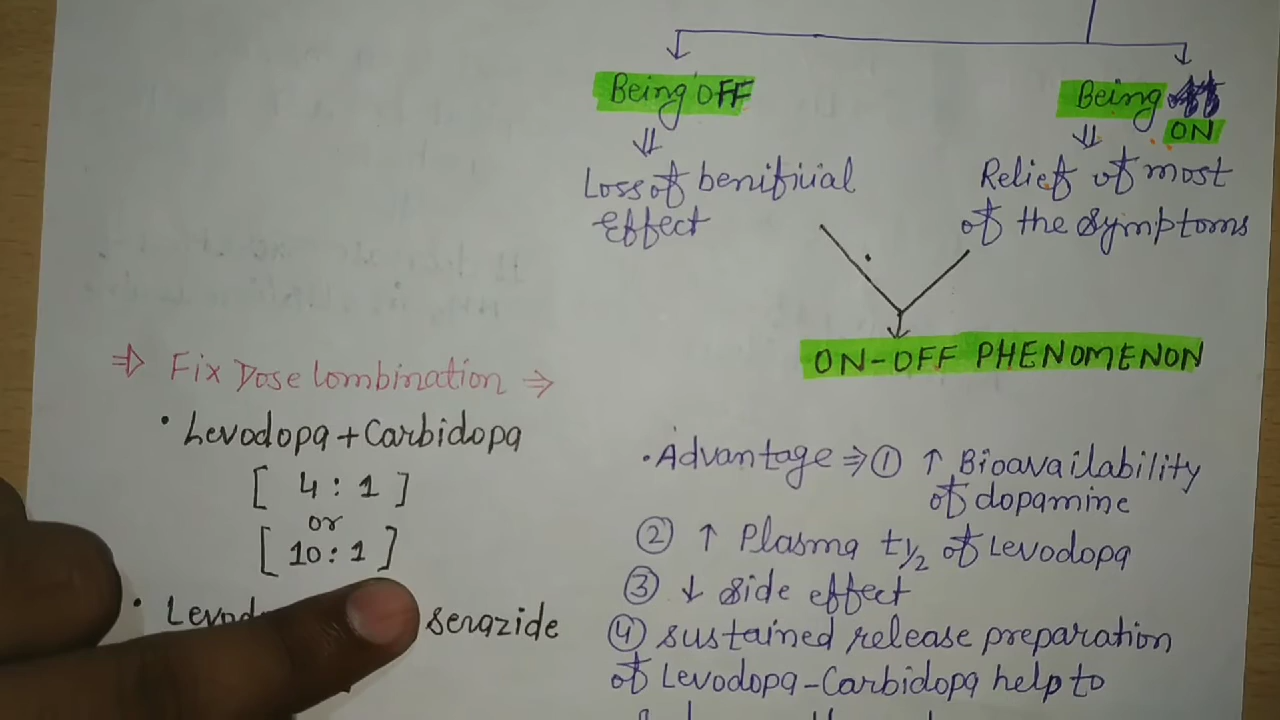 Being OFF
Being
ON
Loss of benificial
Effect
Relief of most
of the symptoms
ON-OFF PHENOMENON
⇒ Fix Dose Combination ⇒
• Levodopa + Carbidopa
[ 4 : 1 ]
or
[ 10 : 1 ]
• Levod
serazide
• Advantage ⇒ ① ↑ Bioavailability
of dopamine
② ↑ Plasma t½ of Levodopa
③ ↓ side effect
④ sustained release preparation
of Levodopa-Carbidopa help to